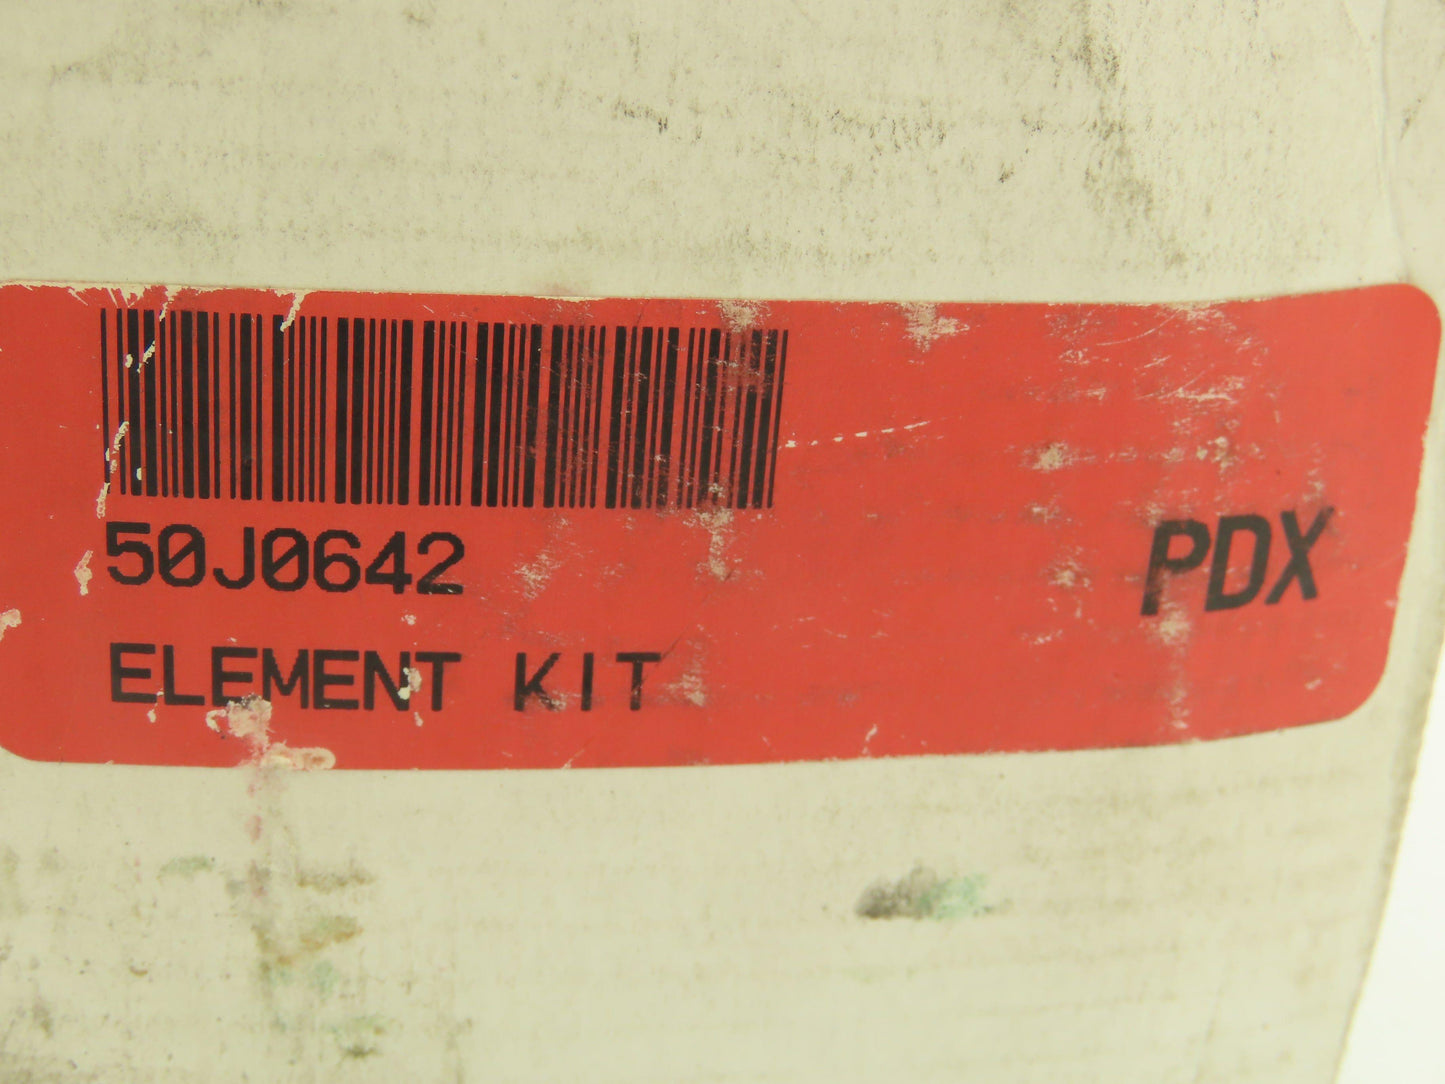 50J0642
PDX
ELEMENT KIT